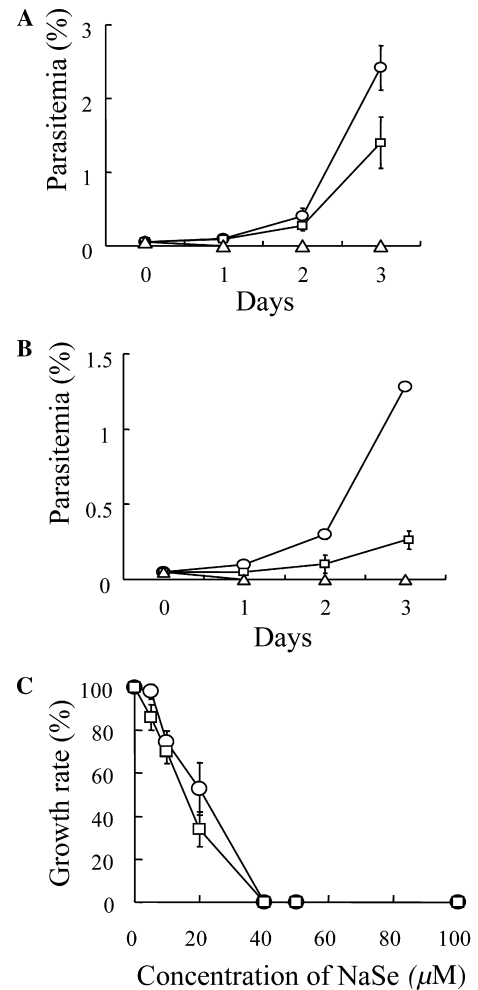 A
Parasitemia (%)
3
2
1
0
0 1 2 3
Days
B
Parasitemia (%)
1.5
1
0.5
0
0 1 2 3
Days
C
Growth rate (%)
100
80
60
40
20
0
0 20 40 60 80 100
Concentration of NaSe (μM)